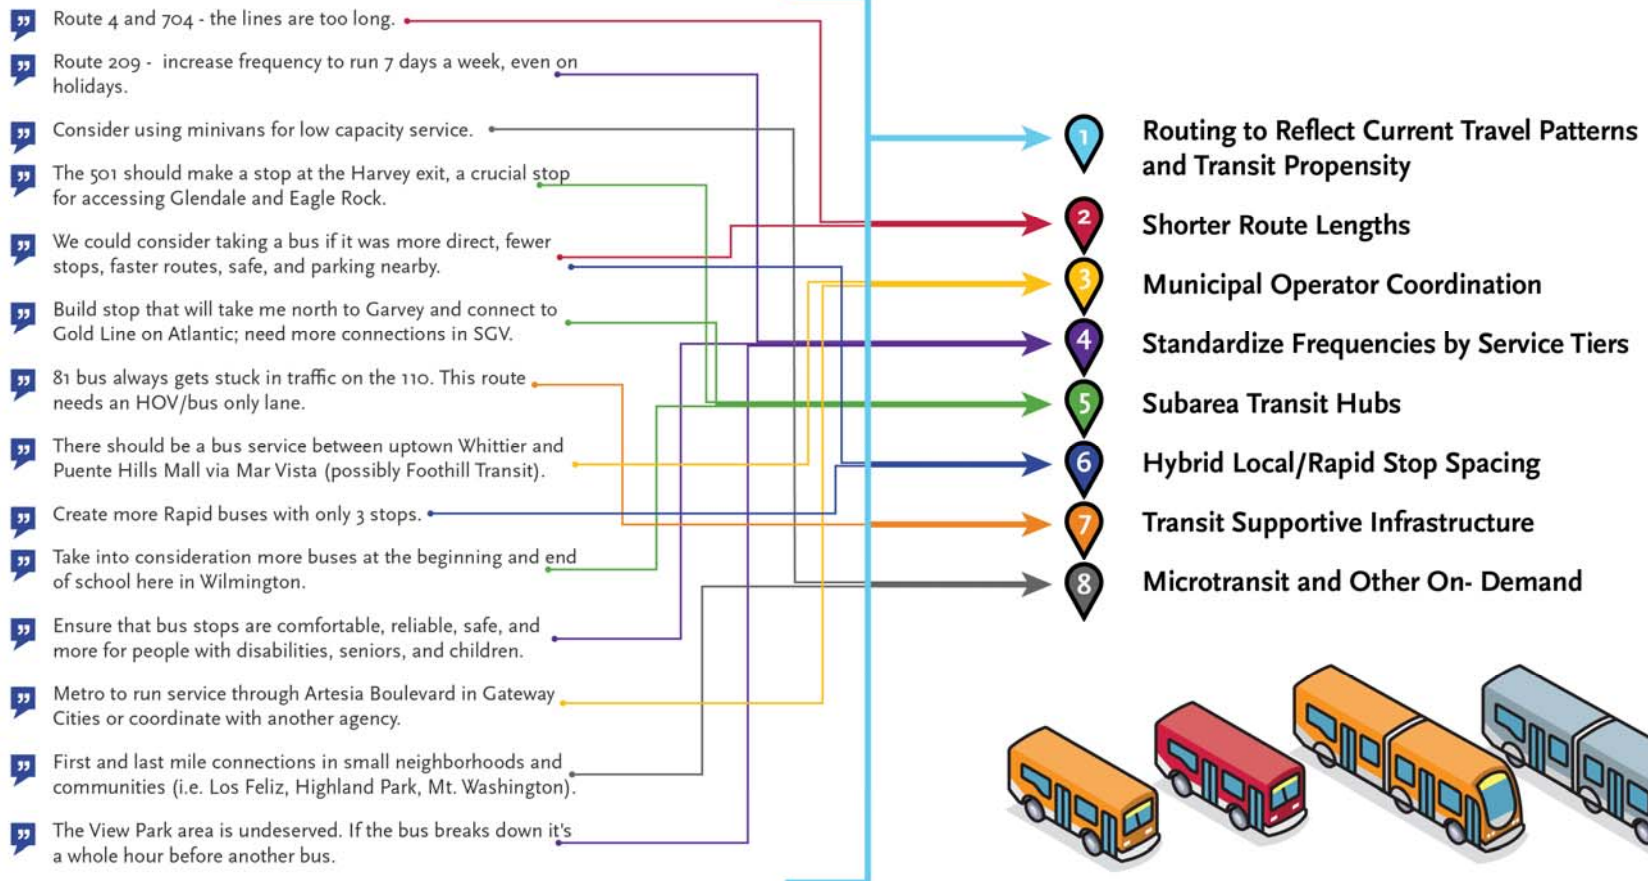 Route 4 and 704 - the lines are too long.
Route 209 - increase frequency to run 7 days a week, even on
holidays.
Consider using minivans for low capacity service.
The 501 should make a stop at the Harvey exit, a crucial stop
for accessing Glendale and Eagle Rock.
We could consider taking a bus if it was more direct, fewer
stops, faster routes, safe, and parking nearby.
Build stop that will take me north to Garvey and connect to
Gold Line on Atlantic; need more connections in SGV.
81 bus always gets stuck in traffic on the 110. This route
needs an HOV/bus only lane.
There should be a bus service between uptown Whittier and
Puente Hills Mall via Mar Vista (possibly Foothill Transit).
Create more Rapid buses with only 3 stops.
Take into consideration more buses at the beginning and end
of school here in Wilmington.
Ensure that bus stops are comfortable, reliable, safe, and
more for people with disabilities, seniors, and children.
Metro to run service through Artesia Boulevard in Gateway
Cities or coordinate with another agency.
First and last mile connections in small neighborhoods and
communities (i.e. Los Feliz, Highland Park, Mt. Washington).
The View Park area is undeserved. If the bus breaks down it's
a whole hour before another bus.
1 Routing to Reflect Current Travel Patterns
and Transit Propensity
2 Shorter Route Lengths
3 Municipal Operator Coordination
4 Standardize Frequencies by Service Tiers
5 Subarea Transit Hubs
6 Hybrid Local/Rapid Stop Spacing
7 Transit Supportive Infrastructure
8 Microtransit and Other On- Demand